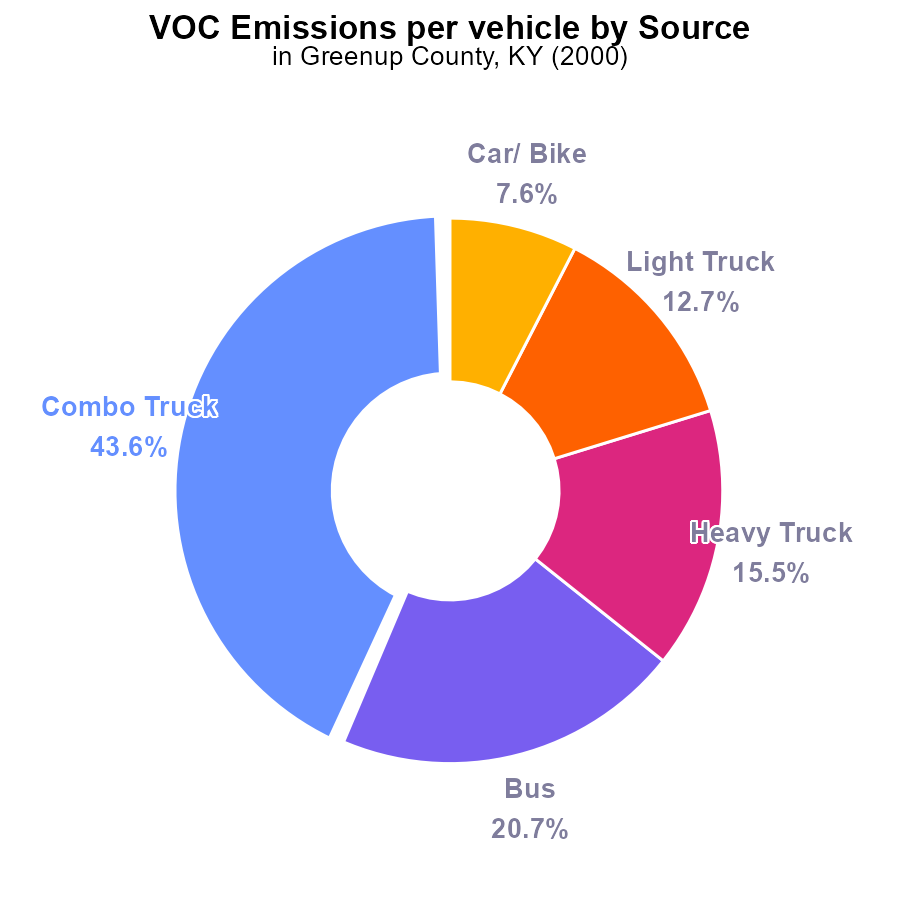 VOC Emissions per vehicle by Source
in Greenup County, KY (2000)
Car/ Bike
7.6%
Light Truck
12.7%
Combo Truck
43.6%
Heavy Truck
15.5%
Bus
20.7%